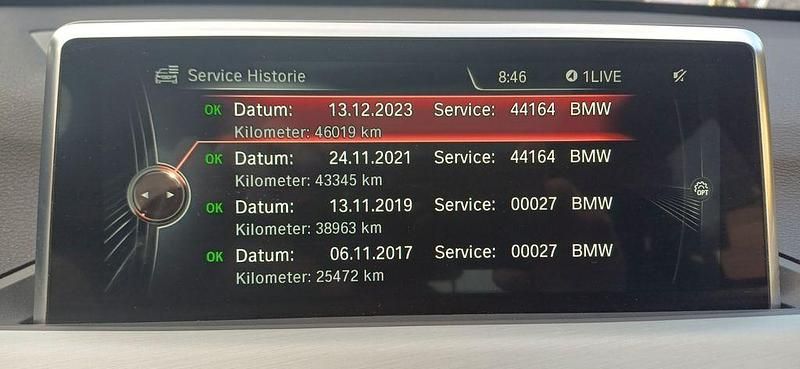 Service Historie 8:46 1LIVE
OK Datum: 13.12.2023 Service: 44164 BMW
Kilometer: 46019 km
OK Datum: 24.11.2021 Service: 44164 BMW
Kilometer: 43345 km
OK Datum: 13.11.2019 Service: 00027 BMW
Kilometer: 38963 km
OK Datum: 06.11.2017 Service: 00027 BMW
Kilometer: 25472 km
OPT